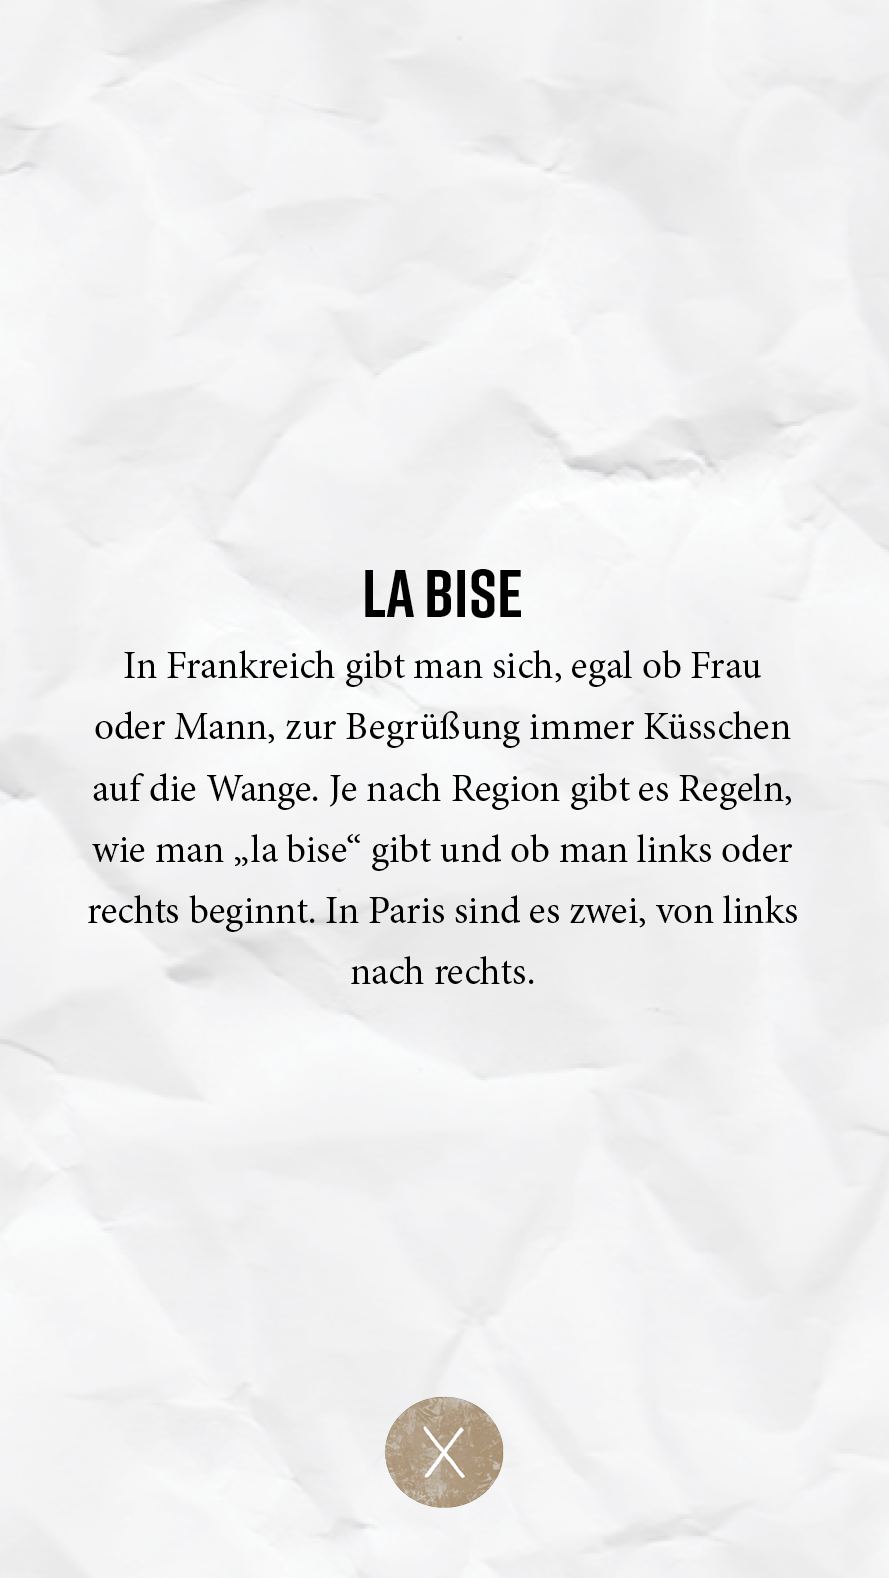 LA BISE
In Frankreich gibt man sich, egal ob Frau
oder Mann, zur Begrüßung immer Küsschen
auf die Wange. Je nach Region gibt es Regeln,
wie man „la bise“ gibt und ob man links oder
rechts beginnt. In Paris sind es zwei, von links
nach rechts.
X